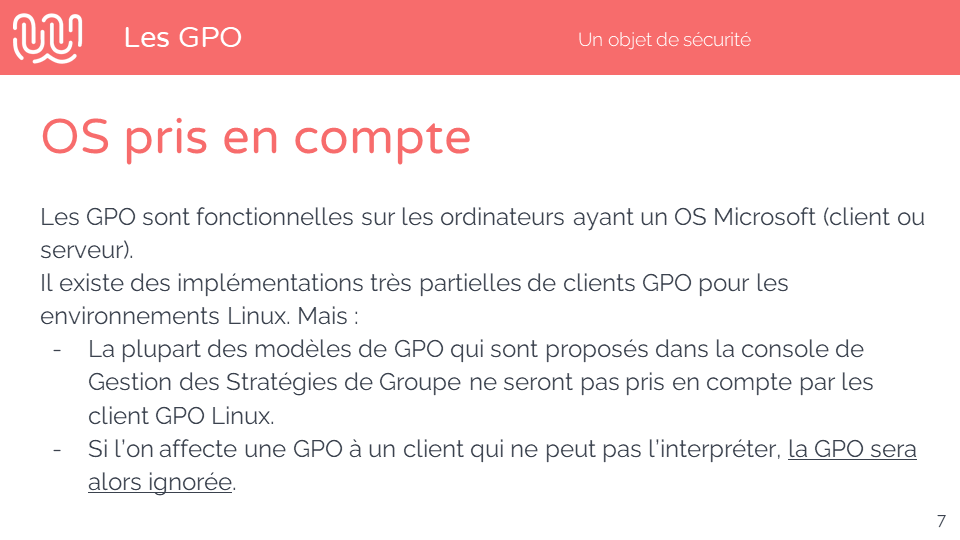 Les GPO
Un objet de sécurité
OS pris en compte
Les GPO sont fonctionnelles sur les ordinateurs ayant un OS Microsoft (client ou
serveur).
Il existe des implémentations très partielles de clients GPO pour les
environnements Linux. Mais :
- La plupart des modèles de GPO qui sont proposés dans la console de
Gestion des Stratégies de Groupe ne seront pas pris en compte par les
client GPO Linux.
- Si l'on affecte une GPO à un client qui ne peut pas l'interpréter, la GPO sera
alors ignorée.
7